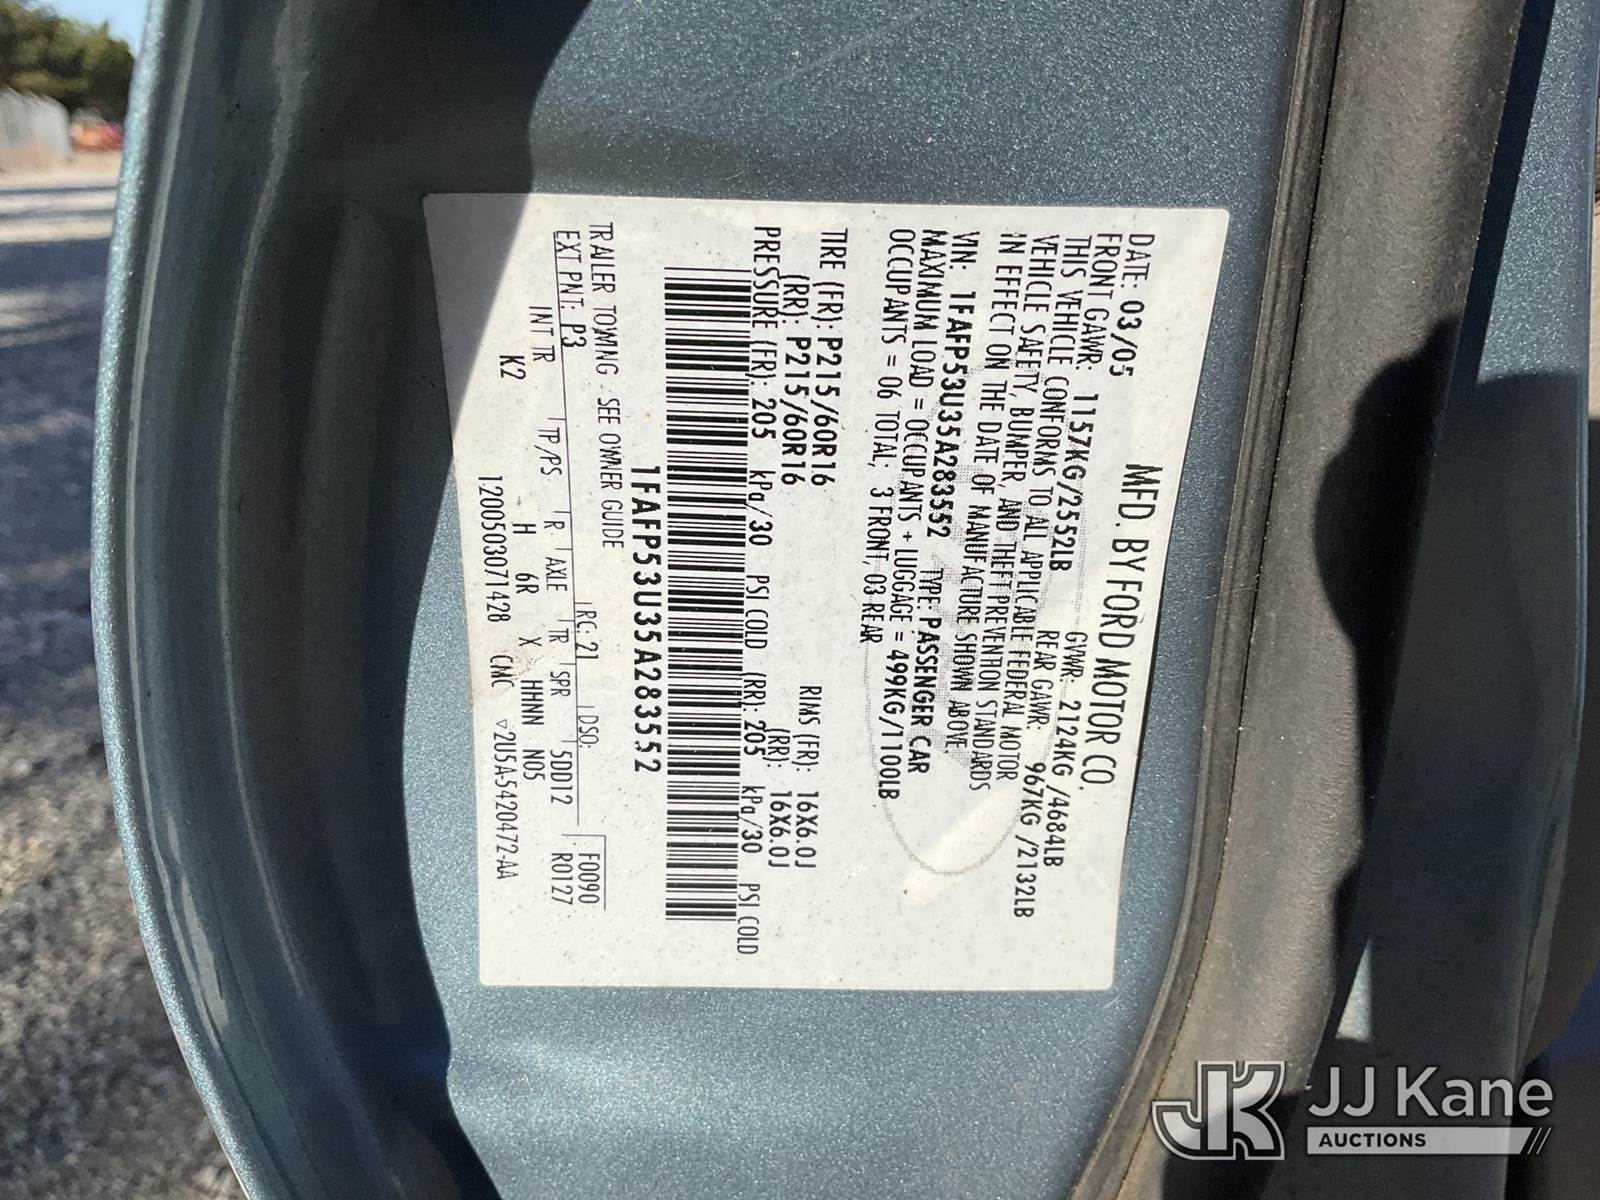 MFD. BY FORD MOTOR CO.
DATE: 03/05 GVWR: 2124KG /4684LB
FRONT GAWR: 1157KG/2552LB REAR GAWR: 967KG /2132LB
THIS VEHICLE CONFORMS TO ALL APPLICABLE FEDERAL MOTOR
VEHICLE SAFETY, BUMPER, AND THEFT PREVENTION STANDARDS
IN EFFECT ON THE DATE OF MANUFACTURE SHOWN ABOVE.
VIN: 1FAFP53U35A283552 TYPE: PASSENGER CAR
MAXIMUM LOAD = OCCUPANTS + LUGGAGE = 499KG/1100LB
OCCUPANTS = 06 TOTAL; 3 FRONT, 03 REAR
TIRE (FR): P215/60R16 RIMS (FR): 16X6.0J
(RR): P215/60R16 (RR): 16X6.0J
PRESSURE (FR): 205 kPa/30 PSI COLD (RR): 205 kPa/30 PSI COLD
1FAFP53U35A283552
TRAILER TOWING - SEE OWNER GUIDE
EXT PNT: P3 RC: 21 DSO: F0090
INT TR TP/PS R AXLE TR SPR 5DD12 R0127
K2 H 6R X HHNN N05
12005030714​28 CMC ▽2U5A5420472-AA
JK JJ Kane
AUCTIONS